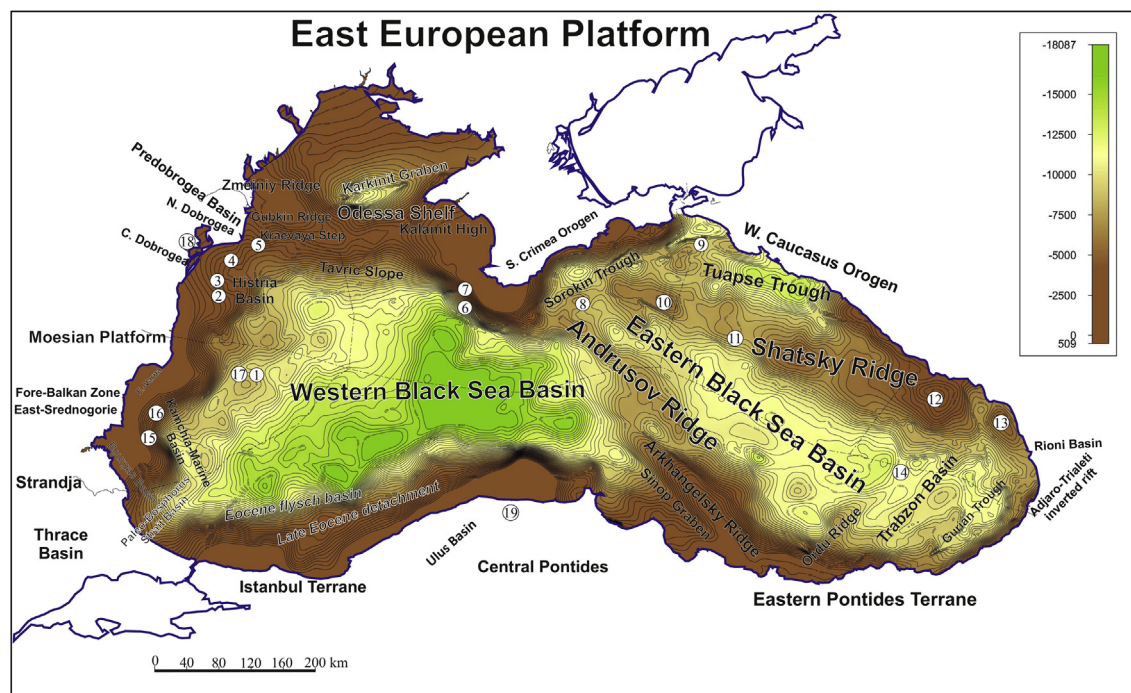 East European Platform
-18087
-15000
-12500
-10000
-7500
-5000
-2500
0
509
Predobrogea Basin
Zmeiniy Ridge
Karkinit Graben
N. Dobrogea
Gubkin Ridge
Odessa Shelf
Kalamit High
Kraevaya Step
C. Dobrogea
18
5
4
3
2
Histria
Basin
Tavric Slope
S. Crimea Orogen
Sorokin Trough
W. Caucasus Orogen
Tuapse Trough
9
7
6
8
10
11
Moesian Platform
Shatsky Ridge
Eastern Black Sea Basin
Andrusov Ridge
Western Black Sea Basin
17
1
Fore-Balkan Zone
East-Srednogorie
16
15
Kamchia-Marine
Basin
12
13
Rioni Basin
14
Adjaro-Trialeti
inverted rift
Strandja
Eocene flysch basin
Late Eocene detachment
Arkhangelsky Ridge
Sinop Graben
Ordu Ridge
Trabzon Basin
Gurian Trough
Thrace
Basin
19
Ulus Basin
Central Pontides
Istanbul Terrane
Eastern Pontides Terrane
0 40 80 120 160 200 km